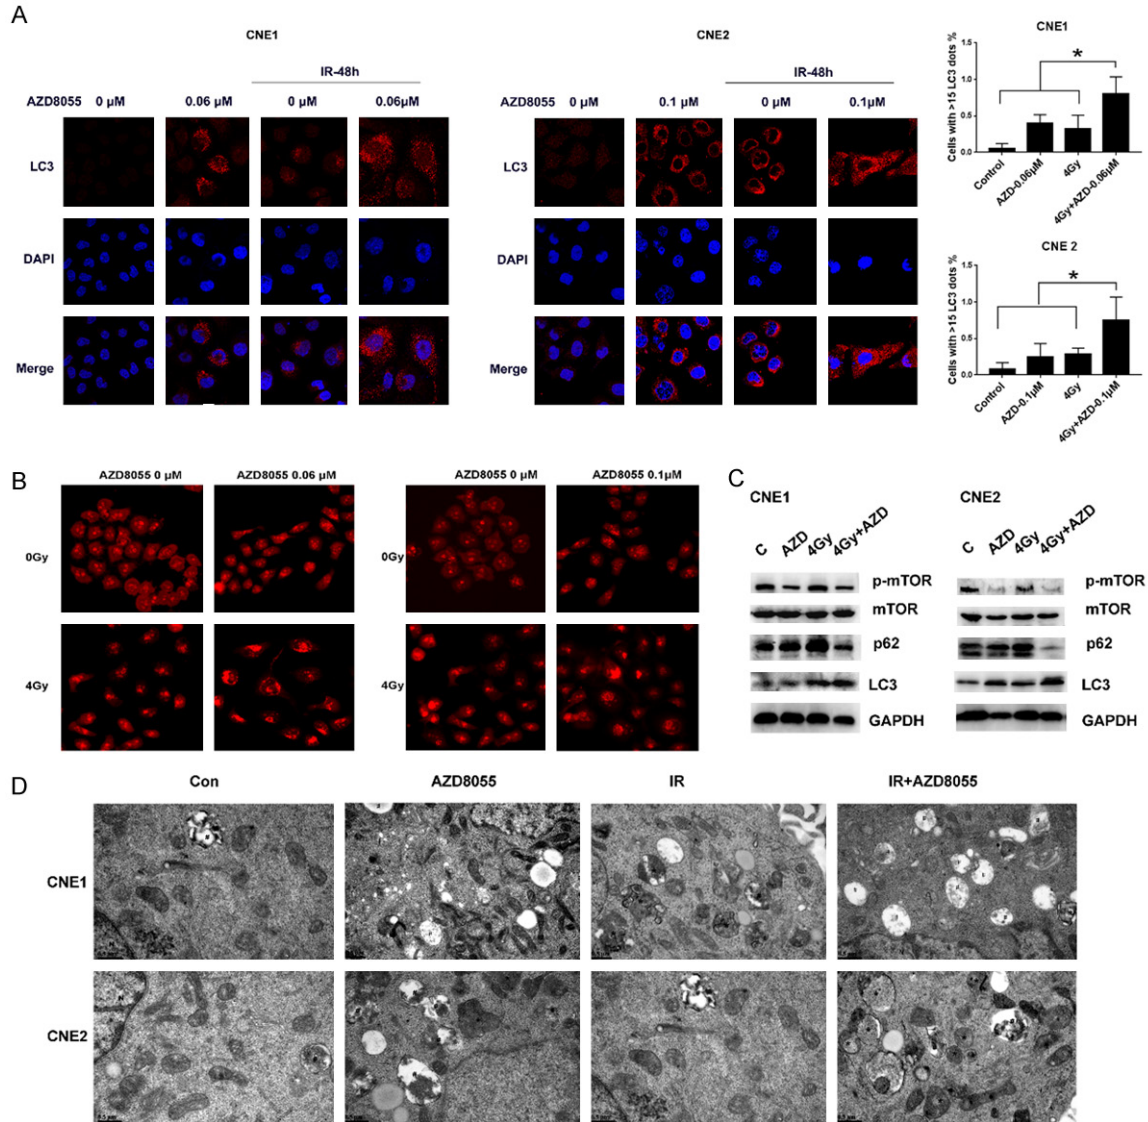 A
CNE1
CNE2
IR-48h
IR-48h
AZD8055 0 µM 0.06 µM 0 µM 0.06µM
AZD8055 0 µM 0.1 µM 0 µM 0.1µM
LC3
LC3
DAPI
DAPI
Merge
Merge
CNE1
Cells with >15 LC3 dots %
1.5
1.0
0.5
0.0
*
Control
AZD-0.06µM
4Gy
4Gy+AZD-0.06µM
CNE 2
Cells with >15 LC3 dots %
1.5
1.0
0.5
0.0
*
Control
AZD-0.1µM
4Gy
4Gy+AZD-0.1µM
B
AZD8055 0 µM AZD8055 0.06 µM
AZD8055 0 µM AZD8055 0.1µM
0Gy
0Gy
4Gy
4Gy
C
CNE1
CNE2
C AZD 4Gy 4Gy+AZD
C AZD 4Gy 4Gy+AZD
p-mTOR
p-mTOR
mTOR
mTOR
p62
p62
LC3
LC3
GAPDH
GAPDH
D
Con AZD8055 IR IR+AZD8055
CNE1
CNE2
N